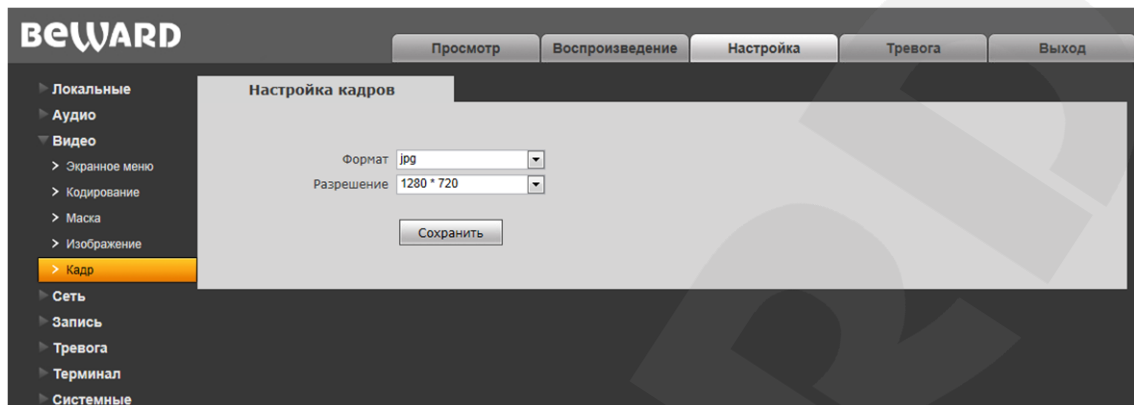 BEWARD
Просмотр
Воспроизведение
Настройка
Тревога
Выход
Локальные
Аудио
Видео
> Экранное меню
> Кодирование
> Маска
> Изображение
> Кадр
Сеть
Запись
Тревога
Терминал
Системные
Настройка кадров
Формат jpg
Разрешение 1280 * 720
Сохранить